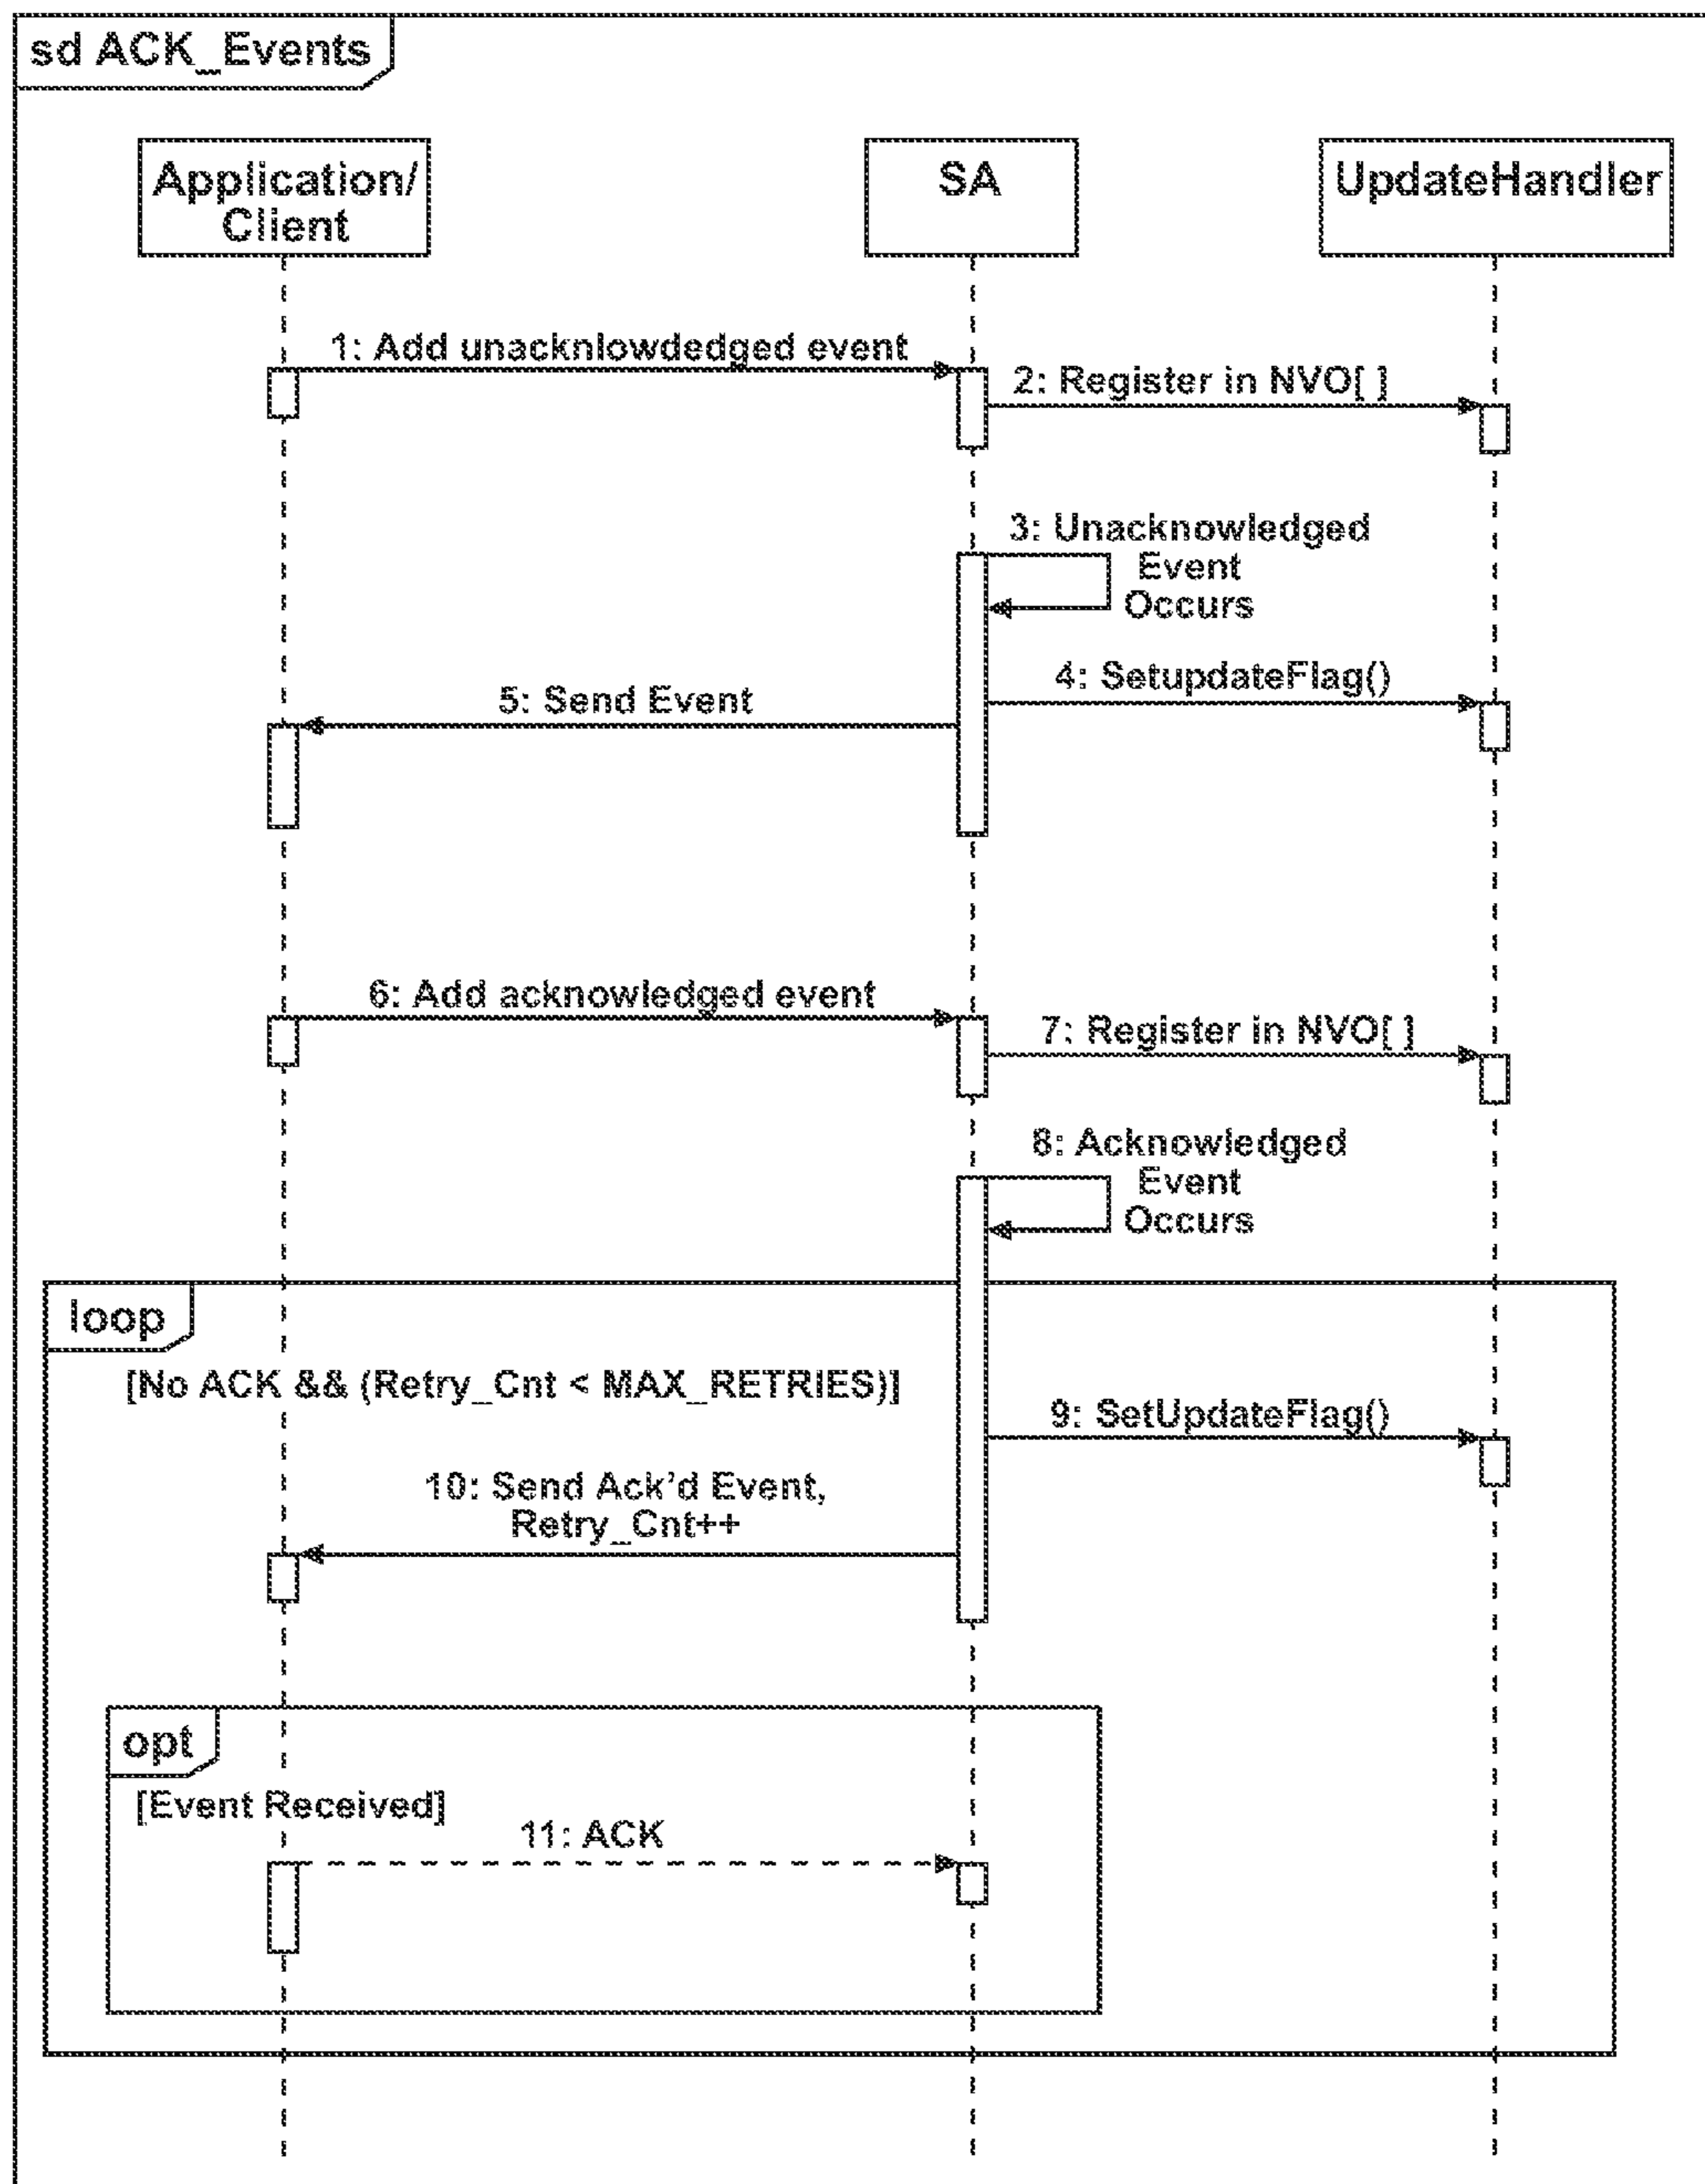 sd ACK_Events
Application/
Client
SA
UpdateHandler
1: Add unacknlowdedged event
2: Register in NVO[ ]
3: Unacknowledged
Event
Occurs
4: SetupdateFlag()
5: Send Event
6: Add acknowledged event
7: Register in NVO[ ]
8: Acknowledged
Event
Occurs
loop
[No ACK && (Retry_Cnt < MAX_RETRIES)]
9: SetUpdateFlag()
10: Send Ack'd Event,
Retry_Cnt++
opt
[Event Received]
11: ACK